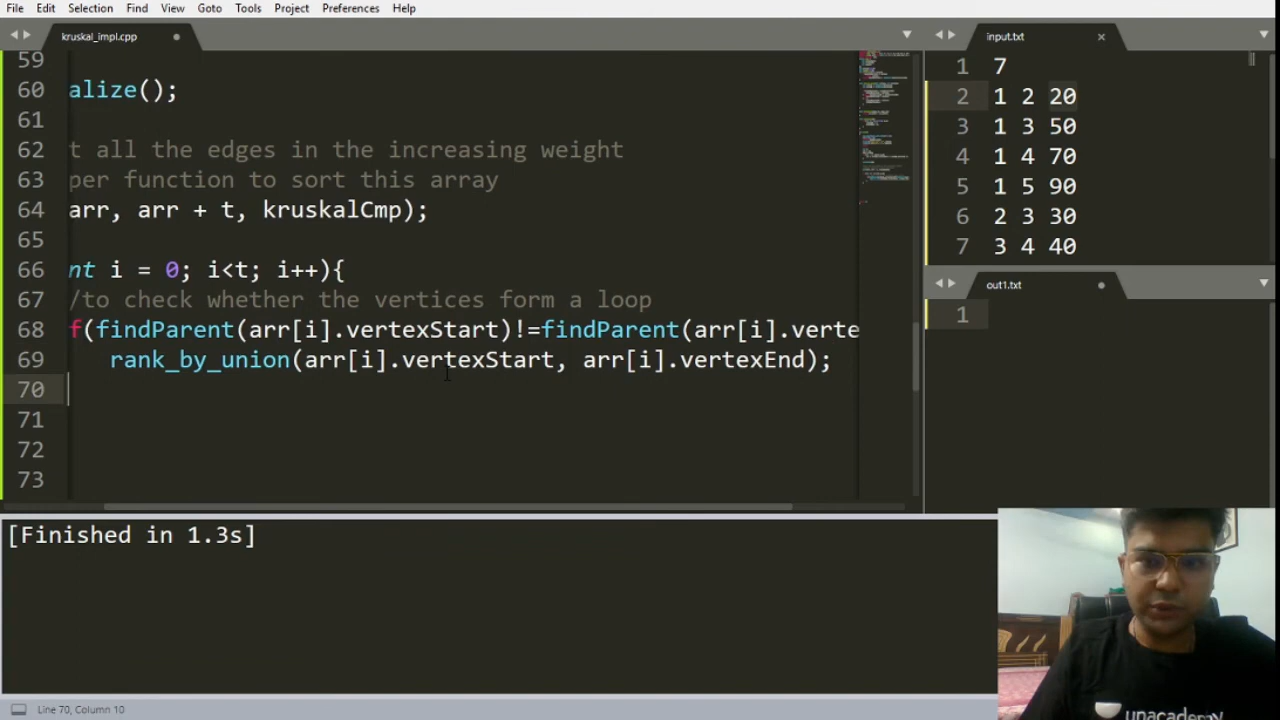 File Edit Selection Find View Goto Tools Project Preferences Help
kruskal_impl.cpp
59
60 alize();
61
62 t all the edges in the increasing weight
63 per function to sort this array
64 arr, arr + t, kruskalCmp);
65
66 nt i = 0; i<t; i++){
67 /to check whether the vertices form a loop
68 f(findParent(arr[i].vertexStart)!=findParent(arr[i].verte
69 rank_by_union(arr[i].vertexStart, arr[i].vertexEnd);
70
71
72
73
input.txt
1 7
2 1 2 20
3 1 3 50
4 1 4 70
5 1 5 90
6 2 3 30
7 3 4 40
out1.txt
1
[Finished in 1.3s]
Line 70, Column 10
unacademy